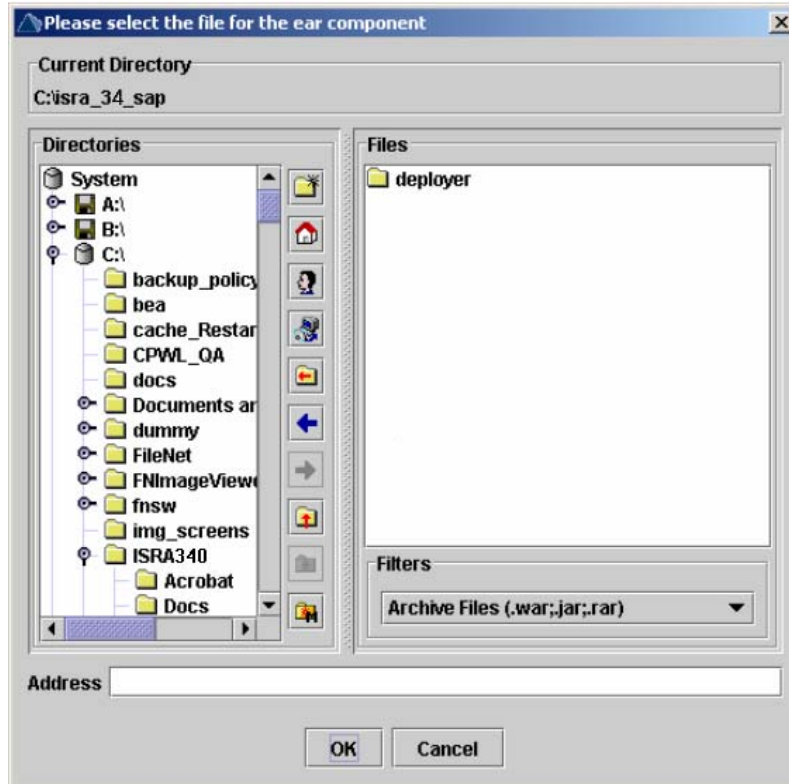 Please select the file for the ear component
Current Directory
C:\isra_34_sap
Directories
System
A:\
B:\
C:\
backup_policy
bea
cache_Restar
CPWL_QA
docs
Documents ar
dummy
FileNet
FNImageViewe
fnsw
img_screens
ISRA340
Acrobat
Docs
Files
deployer
Filters
Archive Files (.war;.jar;.rar)
Address
OK
Cancel